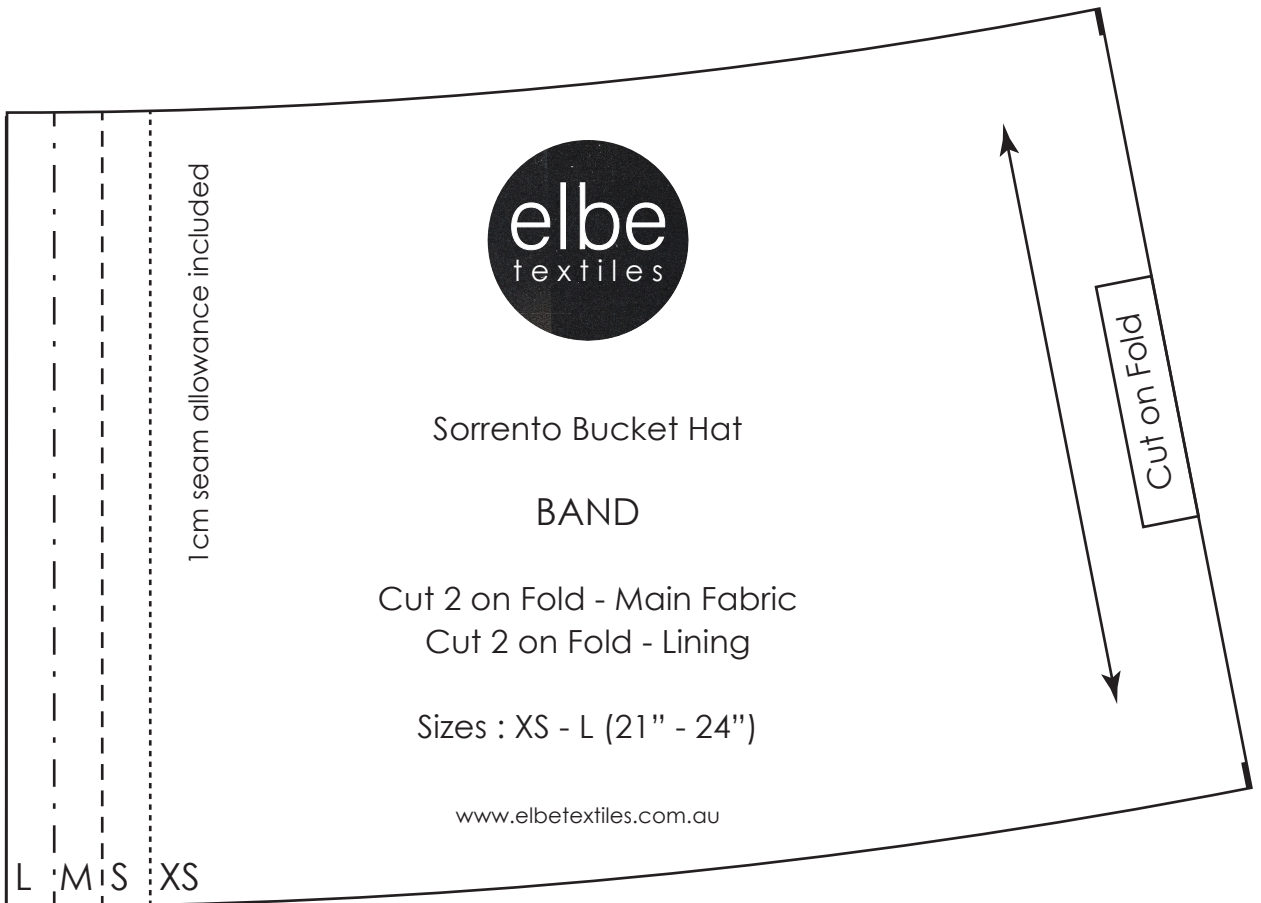 elbe
textiles
1cm seam allowance included
Sorrento Bucket Hat
BAND
Cut 2 on Fold - Main Fabric
Cut 2 on Fold - Lining
Sizes : XS - L (21” - 24”)
www.elbetextiles.com.au
Cut on Fold
L M S XS